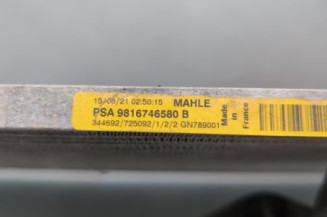 15/06/21 02:50:15 MAHLE
PSA 9816746580 B
344692/725092/1/2/2 GN789001
Made in France